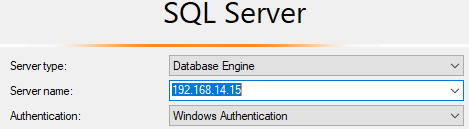 SQL Server
Server type: Database Engine
Server name: 192.168.14.15
Authentication: Windows Authentication